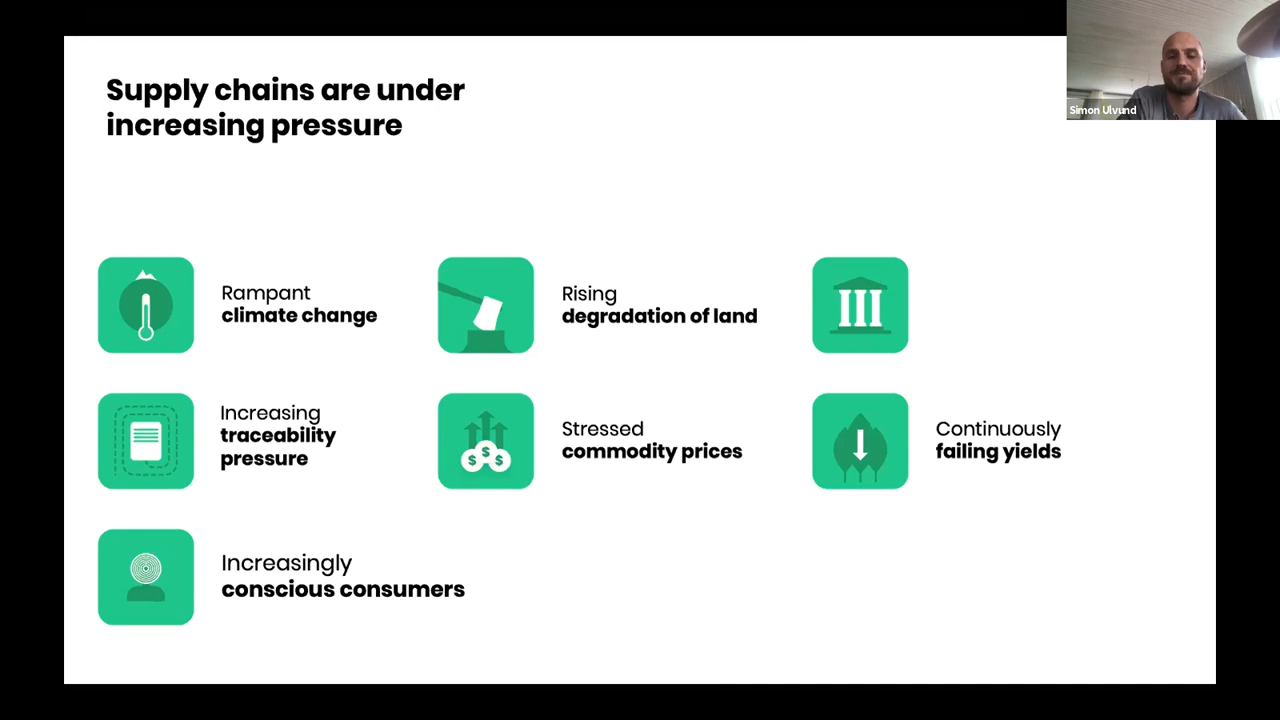 Supply chains are under
increasing pressure
Simon Ulvund
Rampant
climate change
Rising
degradation of land
Increasing
traceability
pressure
Stressed
commodity prices
$ $ $
Continuously
failing yields
Increasingly
conscious consumers